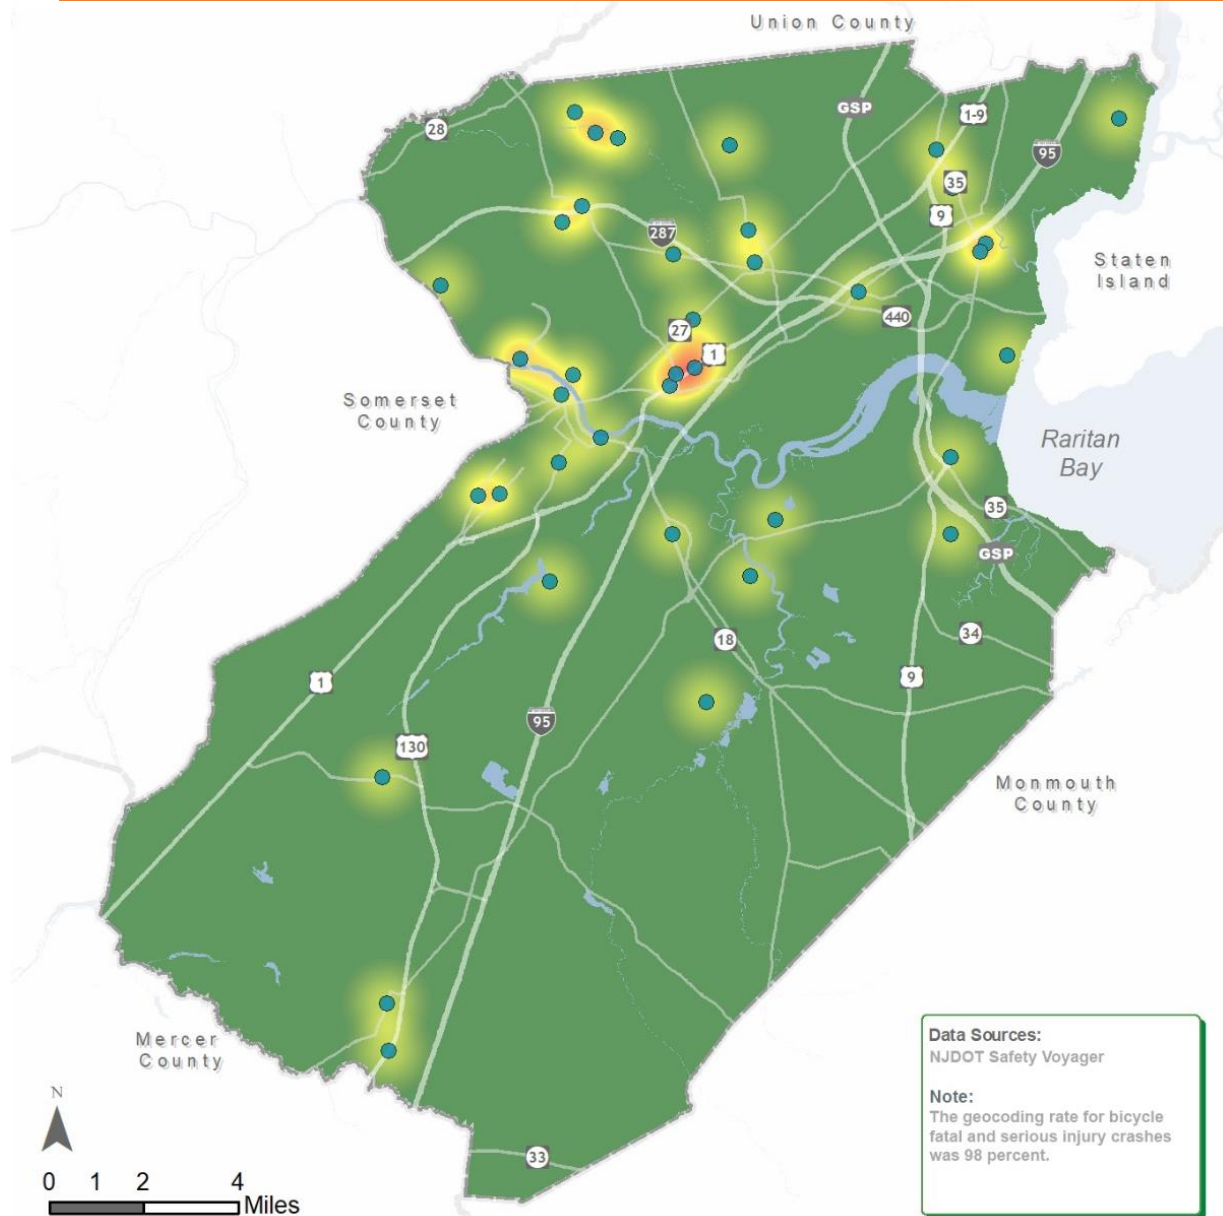 Union County
GSP
1-9
28
95
35
9
287
Staten
Island
440
27
1
Somerset
County
Raritan
Bay
35
GSP
18
34
1
9
95
130
Monmouth
County
Mercer
County
Data Sources:
NJDOT Safety Voyager
Note:
The geocoding rate for bicycle
fatal and serious injury crashes
was 98 percent.
N
33
0 1 2 4
Miles